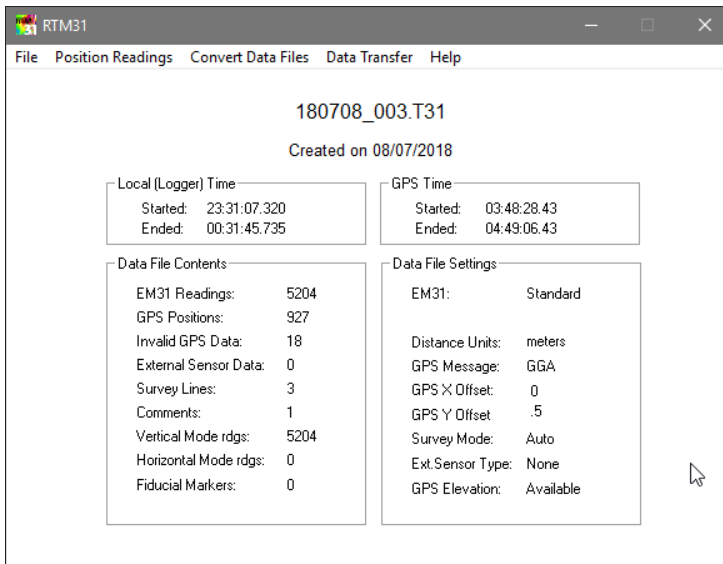 RTM31
File Position Readings Convert Data Files Data Transfer Help
180708_003.T31
Created on 08/07/2018
Local (Logger) Time
Started: 23:31:07.320
Ended: 00:31:45.735
GPS Time
Started: 03:48:28.43
Ended: 04:49:06.43
Data File Contents
EM31 Readings: 5204
GPS Positions: 927
Invalid GPS Data: 18
External Sensor Data: 0
Survey Lines: 3
Comments: 1
Vertical Mode rdgs: 5204
Horizontal Mode rdgs: 0
Fiducial Markers: 0
Data File Settings
EM31: Standard
Distance Units: meters
GPS Message: GGA
GPS X Offset: 0
GPS Y Offset .5
Survey Mode: Auto
Ext.Sensor Type: None
GPS Elevation: Available